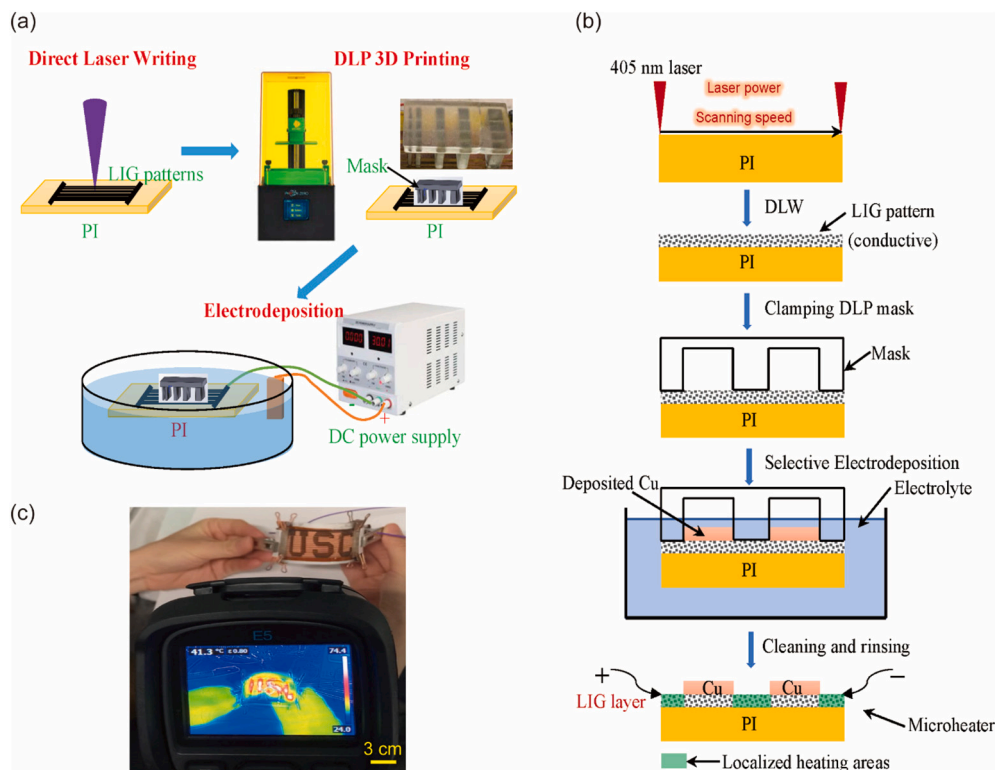 (a)
Direct Laser Writing
DLP 3D Printing
LIG patterns
PI
Mask
PI
Electrodeposition
PI
- +
DC power supply
(b)
405 nm laser
Laser power
Scanning speed
PI
DLW
LIG pattern
(conductive)
PI
Clamping DLP mask
Mask
PI
Selective Electrodeposition
Deposited Cu
Electrolyte
PI
Cleaning and rinsing
+
Cu
Cu
−
LIG layer
PI
Microheater
Localized heating areas
(c)
USC
E5
41.3 °C ε 0.80
74.4
24.0
3 cm